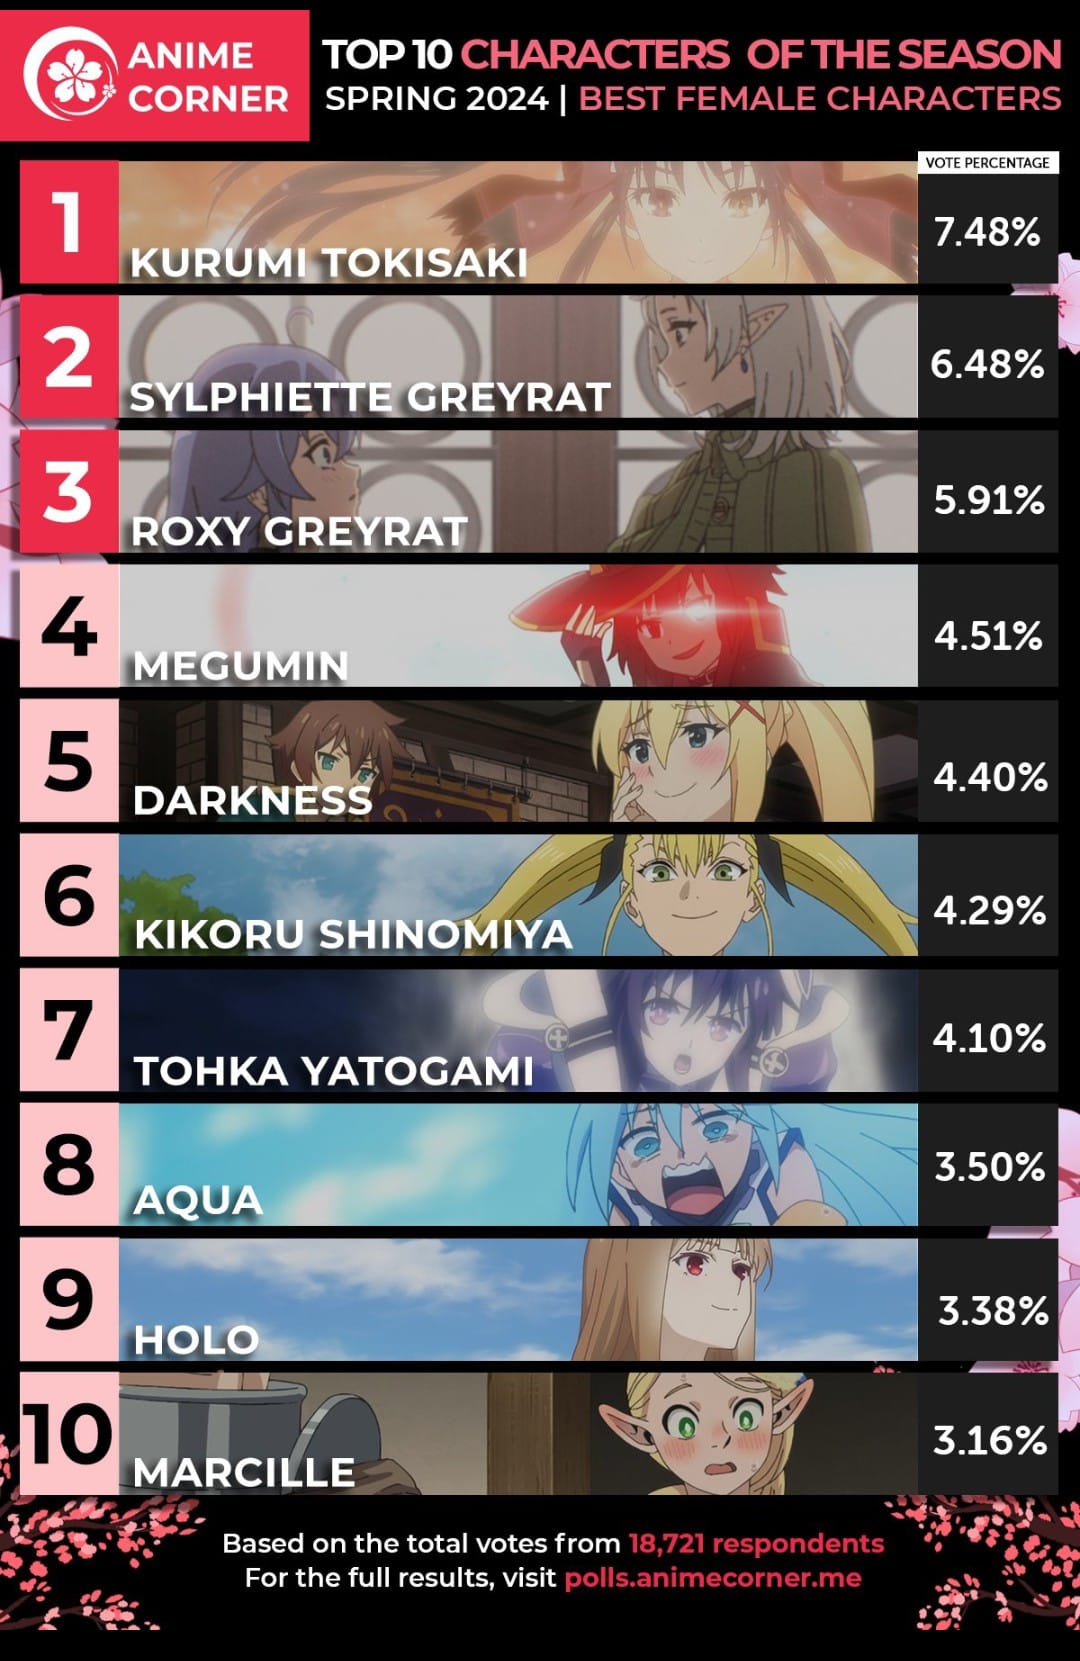 ANIME
CORNER
TOP 10 CHARACTERS OF THE SEASON
SPRING 2024 | BEST FEMALE CHARACTERS
VOTE PERCENTAGE
1
KURUMI TOKISAKI
7.48%
2
SYLPHIETTE GREYRAT
6.48%
3
ROXY GREYRAT
5.91%
4
MEGUMIN
4.51%
5
DARKNESS
4.40%
6
KIKORU SHINOMIYA
4.29%
7
TOHKA YATOGAMI
4.10%
8
AQUA
3.50%
9
HOLO
3.38%
10
MARCILLE
3.16%
Based on the total votes from 18,721 respondents
For the full results, visit polls.animecorner.me